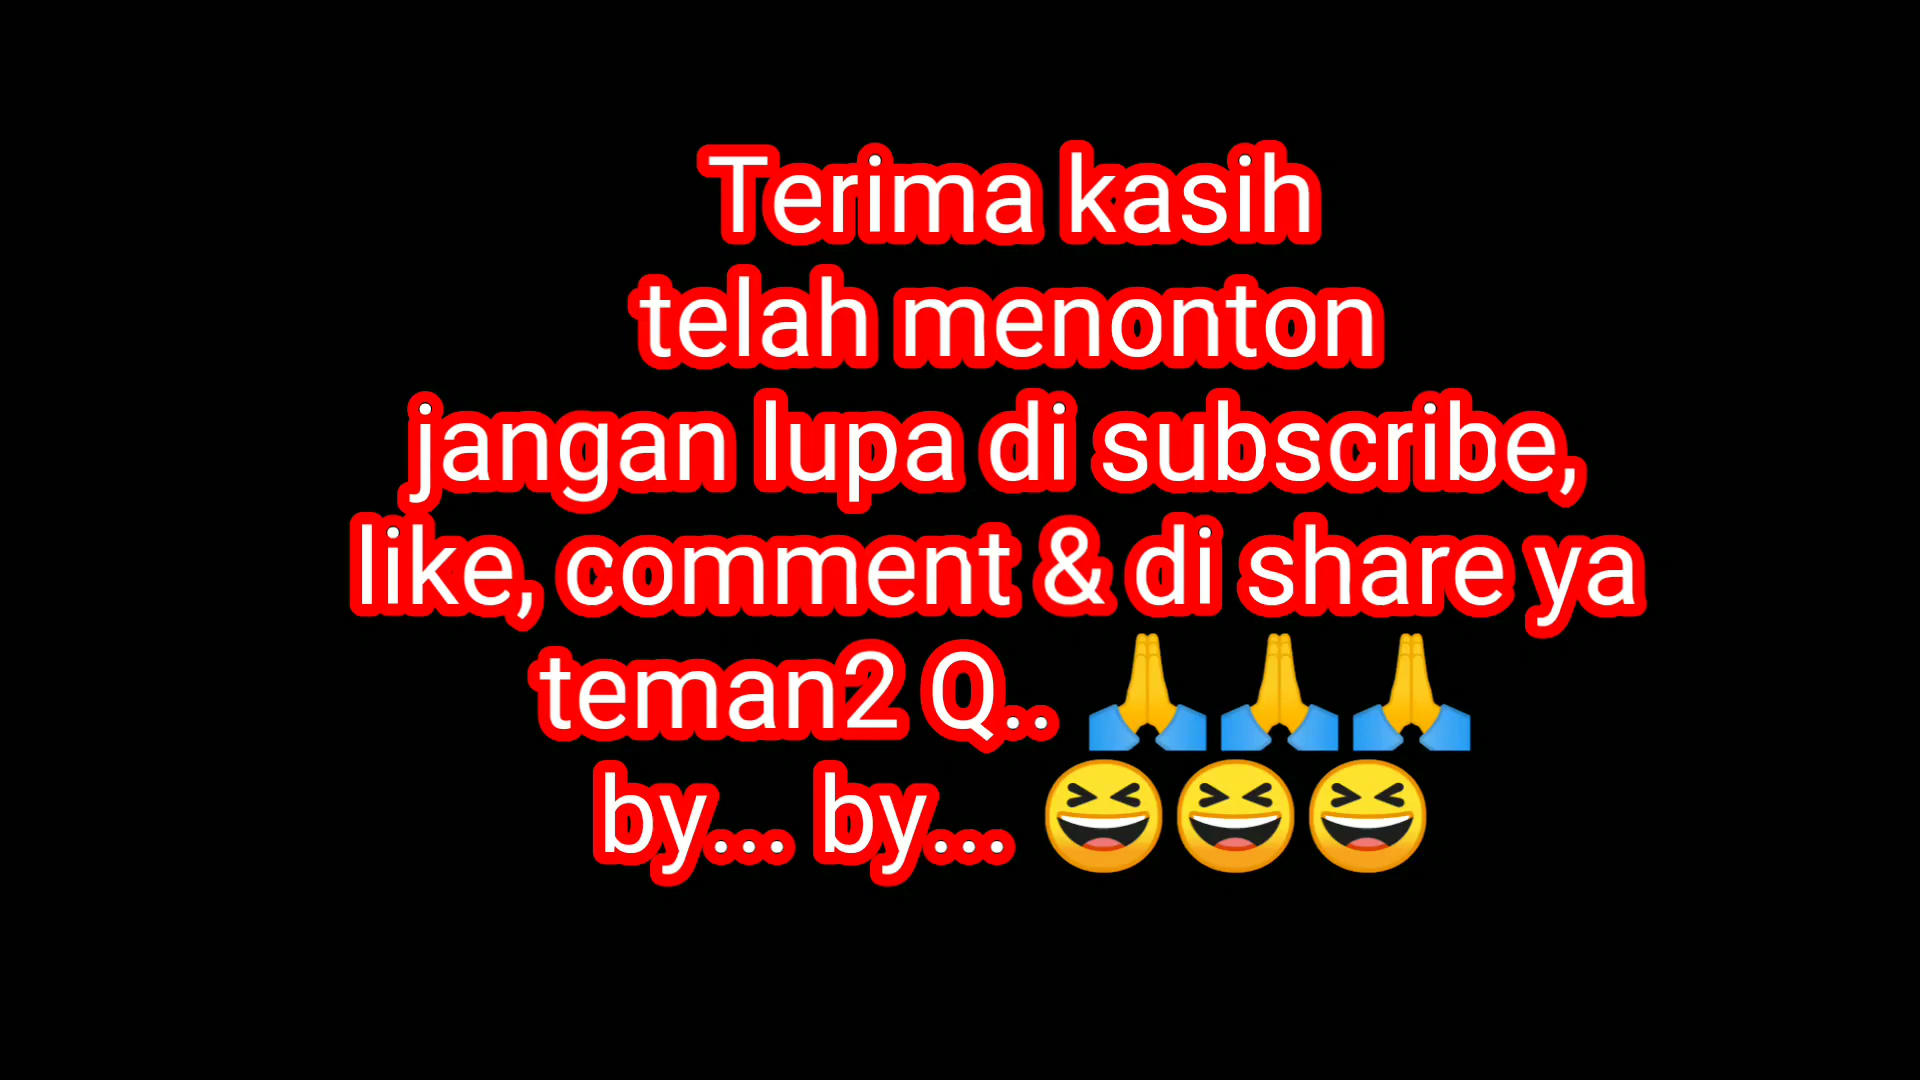 Terima kasih
telah menonton
jangan lupa di subscribe,
like, comment & di share ya
teman2 Q.. 🙏🙏🙏
by... by... 😆😆😆